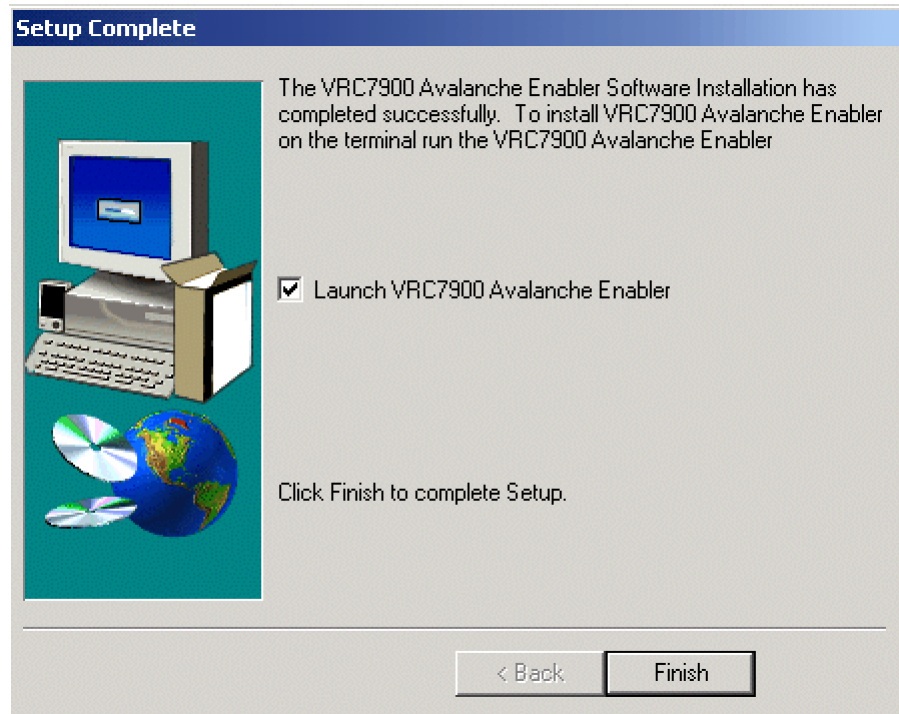 Setup Complete
The VRC7900 Avalanche Enabler Software Installation has
completed successfully. To install VRC7900 Avalanche Enabler
on the terminal run the VRC7900 Avalanche Enabler
Launch VRC7900 Avalanche Enabler
Click Finish to complete Setup.
< Back
Finish